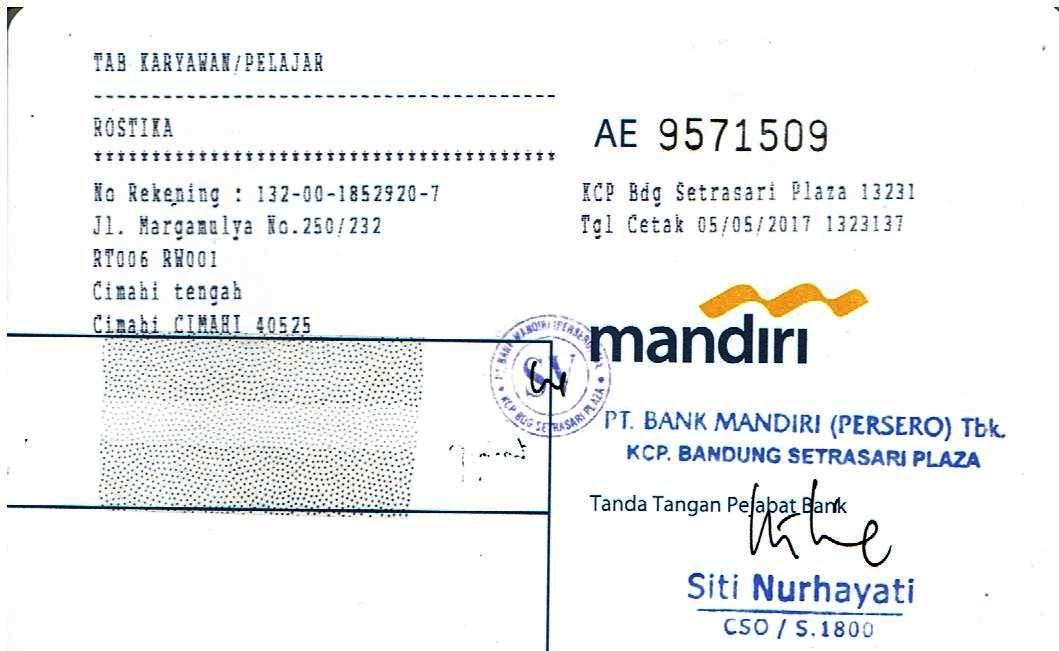 TAB KARYAWAN/PELAJAR
ROSTIKA
No Rekening : 132-00-1852920-7
Jl. Margamulya No.250/232
RT006 RW001
Cimahi tengah
Cimahi CIMAHI 40525
AE 9571509
KCP Bdg Setrasari Plaza 13231
Tgl Cetak 05/05/2017 1323137
mandiri
PT BANK MANDIRI (PERSERO)
SV
KCP BDG SETRASARI PLAZA
PT. BANK MANDIRI (PERSERO) Tbk.
KCP. BANDUNG SETRASARI PLAZA
Tanda Tangan Pejabat Bank
Siti Nurhayati
CSO / S.1800